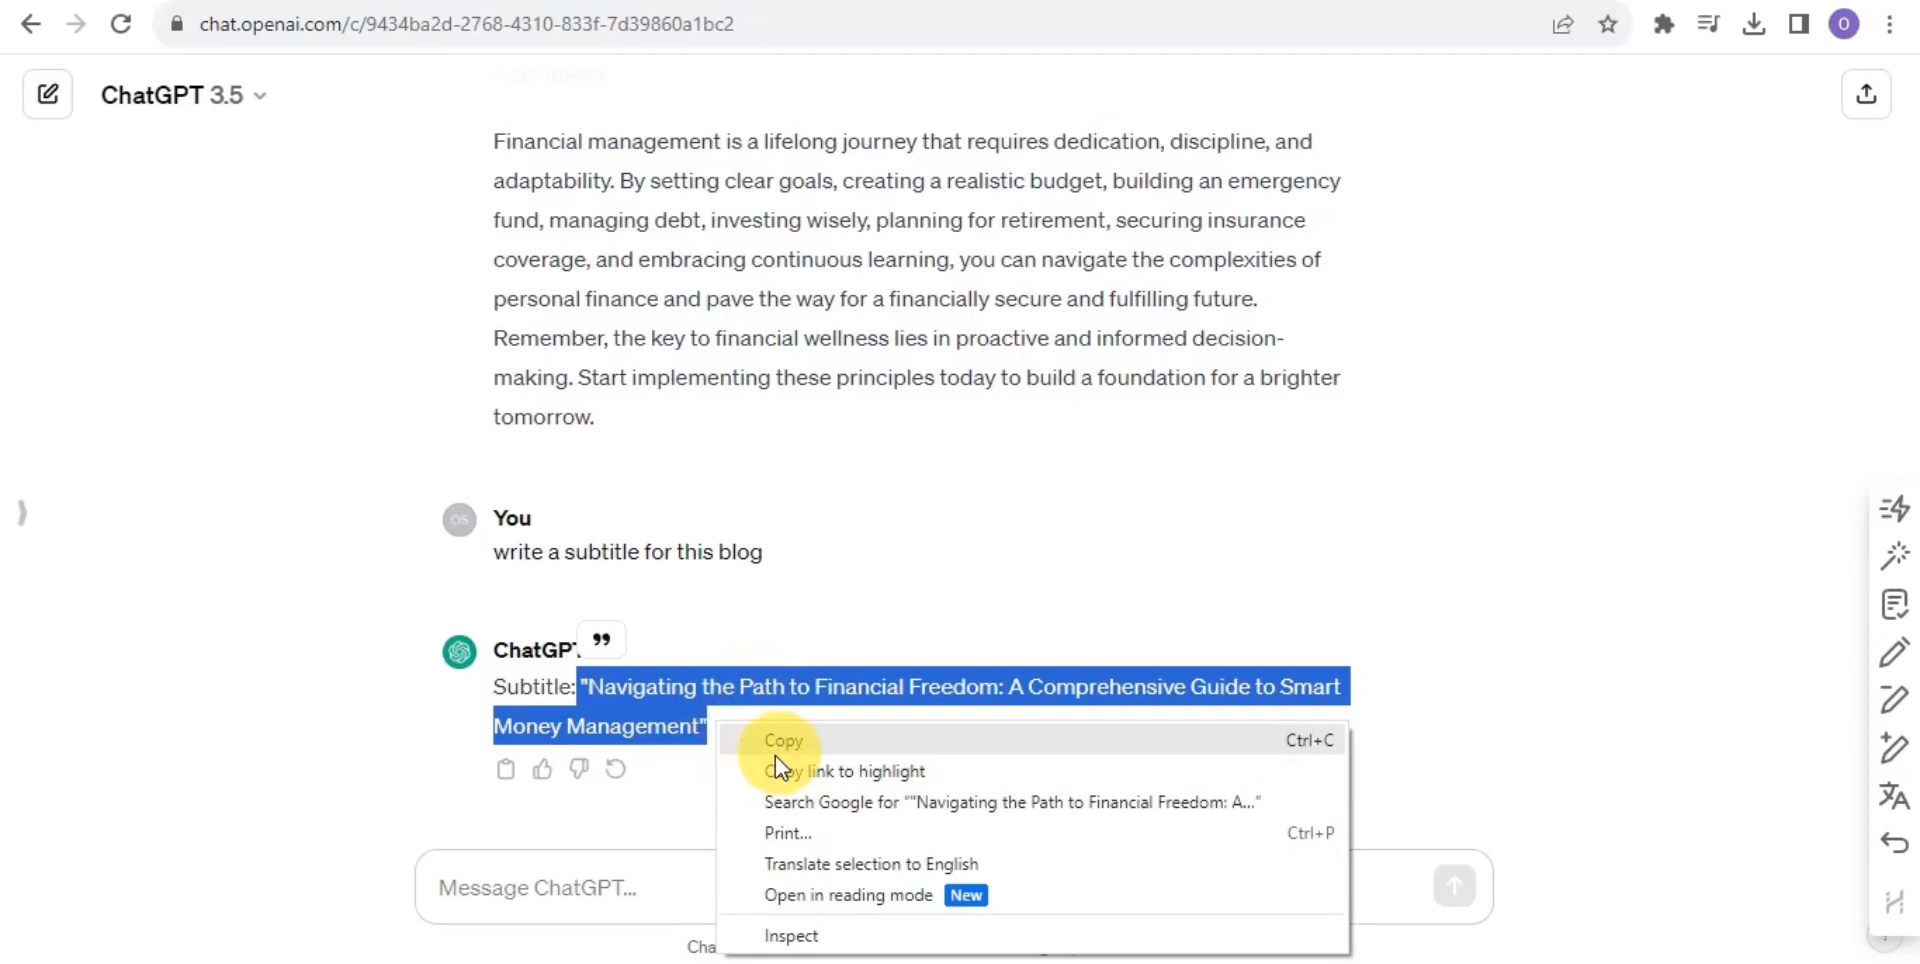 chat.openai.com/c/9434ba2d-2768-4310-833f-7d39860a1bc2
O
ChatGPT 3.5
Financial management is a lifelong journey that requires dedication, discipline, and
adaptability. By setting clear goals, creating a realistic budget, building an emergency
fund, managing debt, investing wisely, planning for retirement, securing insurance
coverage, and embracing continuous learning, you can navigate the complexities of
personal finance and pave the way for a financially secure and fulfilling future.
Remember, the key to financial wellness lies in proactive and informed decision-
making. Start implementing these principles today to build a foundation for a brighter
tomorrow.
OS
You
write a subtitle for this blog
ChatGPT
Subtitle: "Navigating the Path to Financial Freedom: A Comprehensive Guide to Smart
Money Management"
Copy Ctrl+C
Copy link to highlight
Search Google for ""Navigating the Path to Financial Freedom: A..."
Print... Ctrl+P
Translate selection to English
Open in reading mode New
Inspect
Message ChatGPT...
Cha